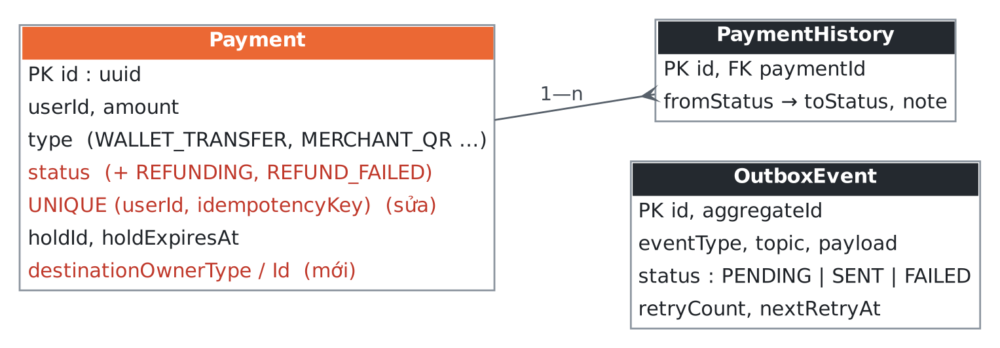 Payment
PK id : uuid
userId, amount
type  (WALLET_TRANSFER, MERCHANT_QR ...)
status  (+ REFUNDING, REFUND_FAILED)
UNIQUE (userId, idempotencyKey)  (sửa)
holdId, holdExpiresAt
destinationOwnerType / Id  (mới)
1—n
PaymentHistory
PK id, FK paymentId
fromStatus → toStatus, note
OutboxEvent
PK id, aggregateId
eventType, topic, payload
status : PENDING | SENT | FAILED
retryCount, nextRetryAt